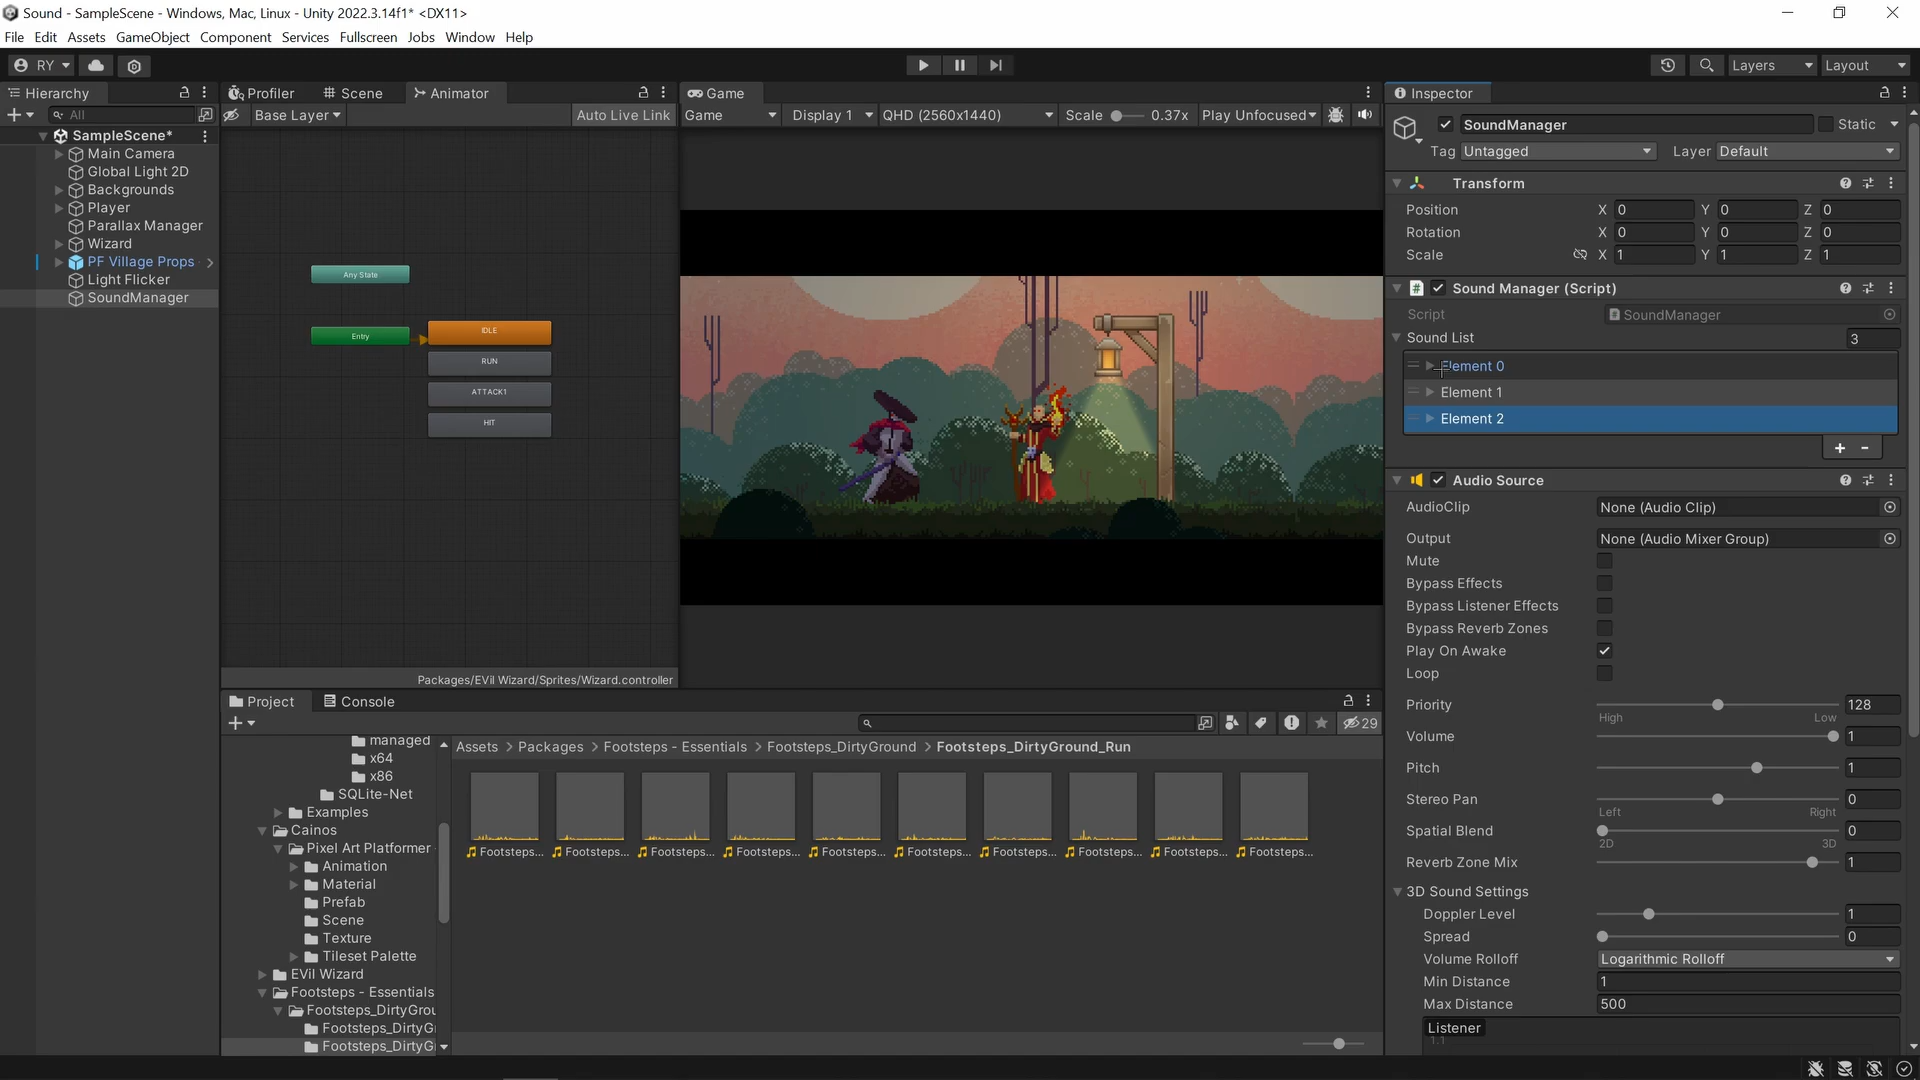 Sound - SampleScene - Windows, Mac, Linux - Unity 2022.3.14f1* <DX11>
File Edit Assets GameObject Component Services Fullscreen Jobs Window Help
RY
Layers
Layout
Hierarchy
All
SampleScene*
Main Camera
Global Light 2D
Backgrounds
Player
Parallax Manager
Wizard
PF Village Props
Light Flicker
SoundManager
Profiler
Scene
Animator
Base Layer
Auto Live Link
Any State
Entry
IDLE
RUN
ATTACK1
HIT
Packages/EVil Wizard/Sprites/Wizard.controller
Game
Game
Display 1
QHD (2560x1440)
Scale
0.37x
Play Unfocused
Project
Console
29
managed
x64
x86
SQLite-Net
Examples
Cainos
Pixel Art Platformer
Animation
Material
Prefab
Scene
Texture
Tileset Palette
EVil Wizard
Footsteps - Essentials
Footsteps_DirtyGrou
Footsteps_DirtyG
Footsteps_DirtyG
Assets > Packages > Footsteps - Essentials > Footsteps_DirtyGround > Footsteps_DirtyGround_Run
Footsteps... Footsteps... Footsteps... Footsteps... Footsteps... Footsteps... Footsteps... Footsteps... Footsteps... Footsteps...
Inspector
SoundManager
Static
Tag Untagged
Layer Default
Transform
Position X 0 Y 0 Z 0
Rotation X 0 Y 0 Z 0
Scale X 1 Y 1 Z 1
# Sound Manager (Script)
Script SoundManager
Sound List 3
Element 0
Element 1
Element 2
+ -
Audio Source
AudioClip None (Audio Clip)
Output None (Audio Mixer Group)
Mute
Bypass Effects
Bypass Listener Effects
Bypass Reverb Zones
Play On Awake
Loop
Priority 128
High Low
Volume 1
Pitch 1
Stereo Pan 0
Left Right
Spatial Blend 0
2D 3D
Reverb Zone Mix 1
3D Sound Settings
Doppler Level 1
Spread 0
Volume Rolloff Logarithmic Rolloff
Min Distance 1
Max Distance 500
Listener
1.1